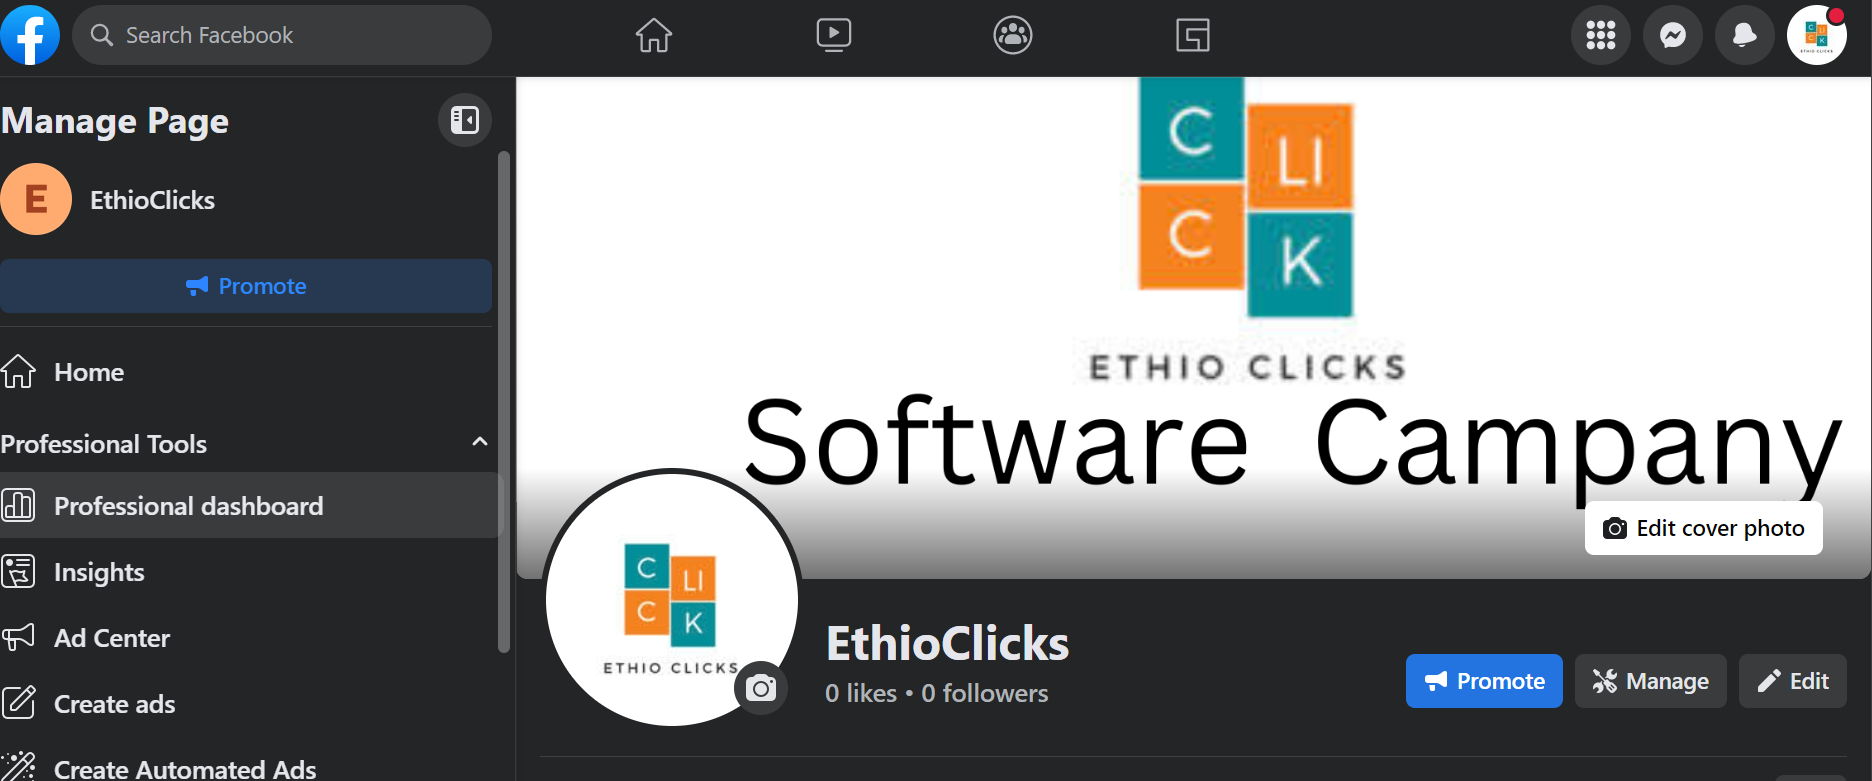 Search Facebook
Manage Page
E
EthioClicks
Promote
Home
Professional Tools
Professional dashboard
Insights
Ad Center
Create ads
Create Automated Ads
C
LI
C
K
ETHIO CLICKS
Software Campany
Edit cover photo
C
LI
C
K
ETHIO CLICKS
EthioClicks
0 likes • 0 followers
Promote
Manage
Edit